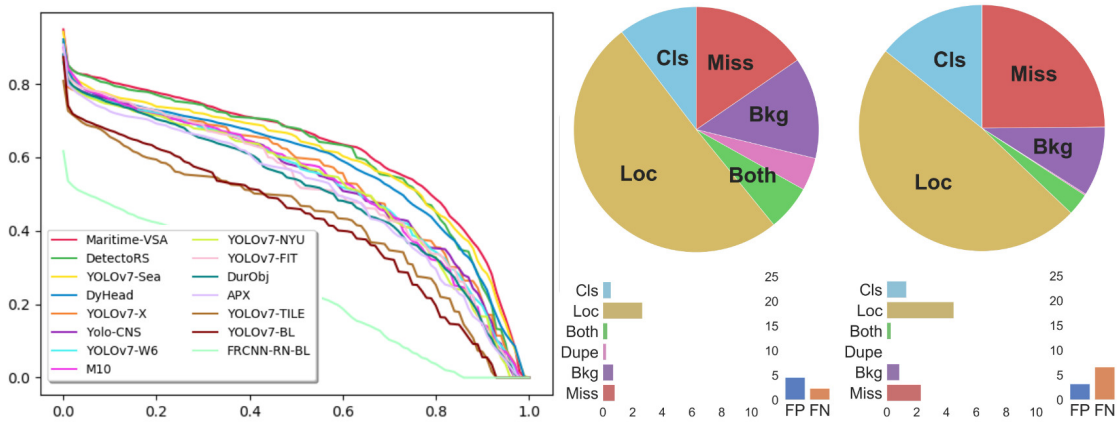 0.8
0.6
0.4
0.2
0.0
0.0 0.2 0.4 0.6 0.8 1.0
Maritime-VSA
DetectoRS
YOLOv7-Sea
DyHead
YOLOv7-X
Yolo-CNS
YOLOv7-W6
M10
YOLOv7-NYU
YOLOv7-FIT
DurObj
APX
YOLOv7-TILE
YOLOv7-BL
FRCNN-RN-BL
Cls
Miss
Bkg
Both
Loc
Cls
Miss
Bkg
Loc
Cls
Loc
Both
Dupe
Bkg
Miss
0 2 4 6 8 10
25
20
15
10
5
0
FP FN
Cls
Loc
Both
Dupe
Bkg
Miss
0 2 4 6 8 10
25
20
15
10
5
0
FP FN